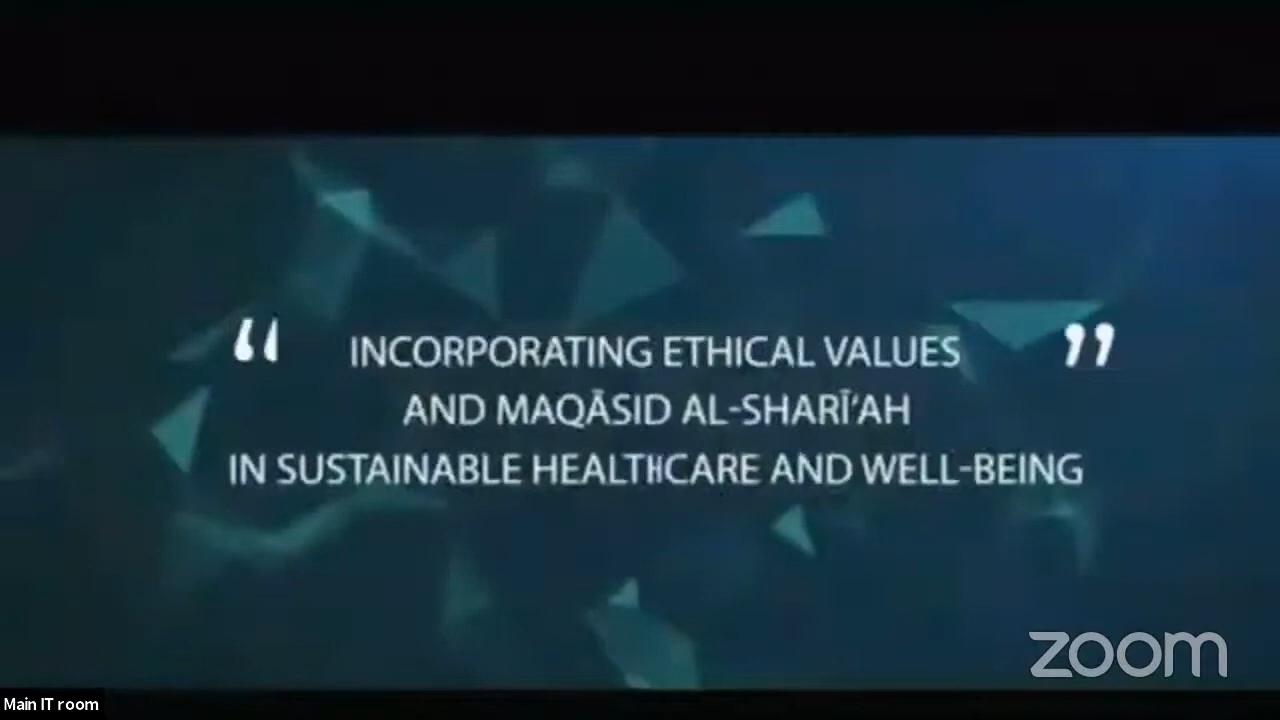 “ INCORPORATING ETHICAL VALUES ”
AND MAQĀSID AL-SHARĪ’AH
IN SUSTAINABLE HEALTHCARE AND WELL-BEING
zoom
Main IT room